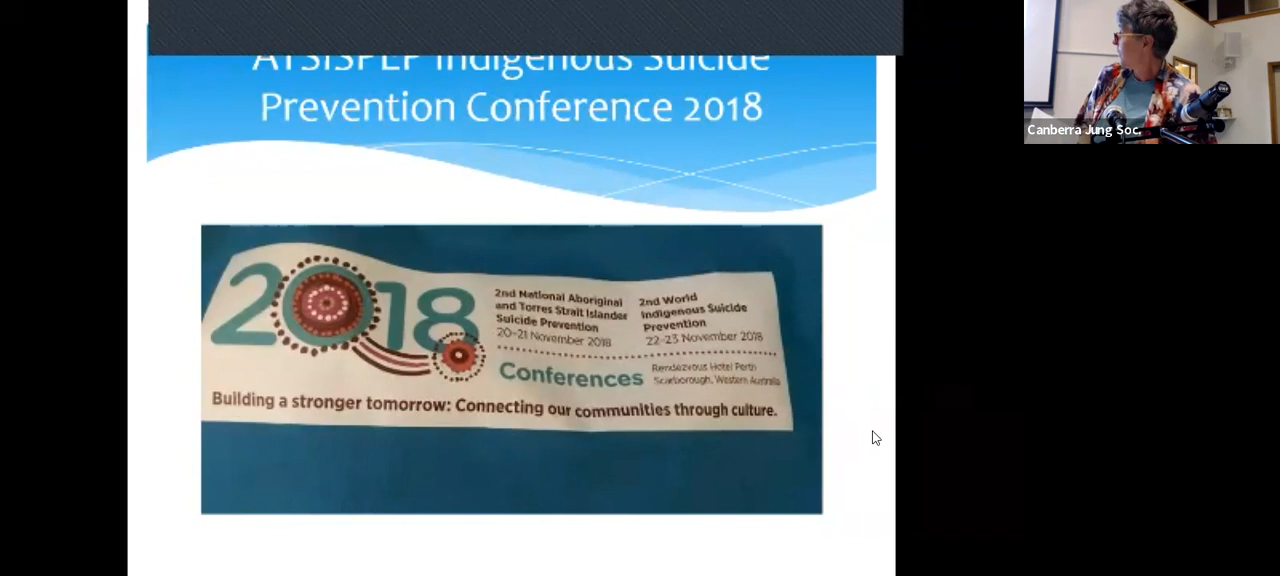 ATSISPEP Indigenous Suicide
Prevention Conference 2018
Canberra Jung Soc.
2018
2nd National Aboriginal
and Torres Strait Islander
Suicide Prevention
20-21 November 2018
2nd World
Indigenous Suicide
Prevention
22-23 November 2018
Conferences
Rendezvous Hotel Perth
Scarborough, Western Australia
Building a stronger tomorrow: Connecting our communities through culture.